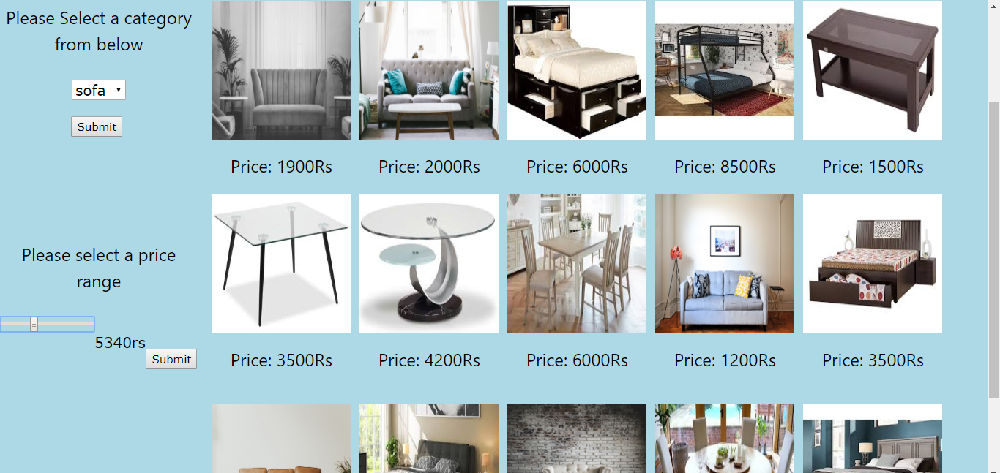 Please Select a category
from below
sofa
Submit
Price: 1900Rs
Price: 2000Rs
Price: 6000Rs
Price: 8500Rs
Price: 1500Rs
Please select a price
range
5340rs
Submit
Price: 3500Rs
Price: 4200Rs
Price: 6000Rs
Price: 1200Rs
Price: 3500Rs